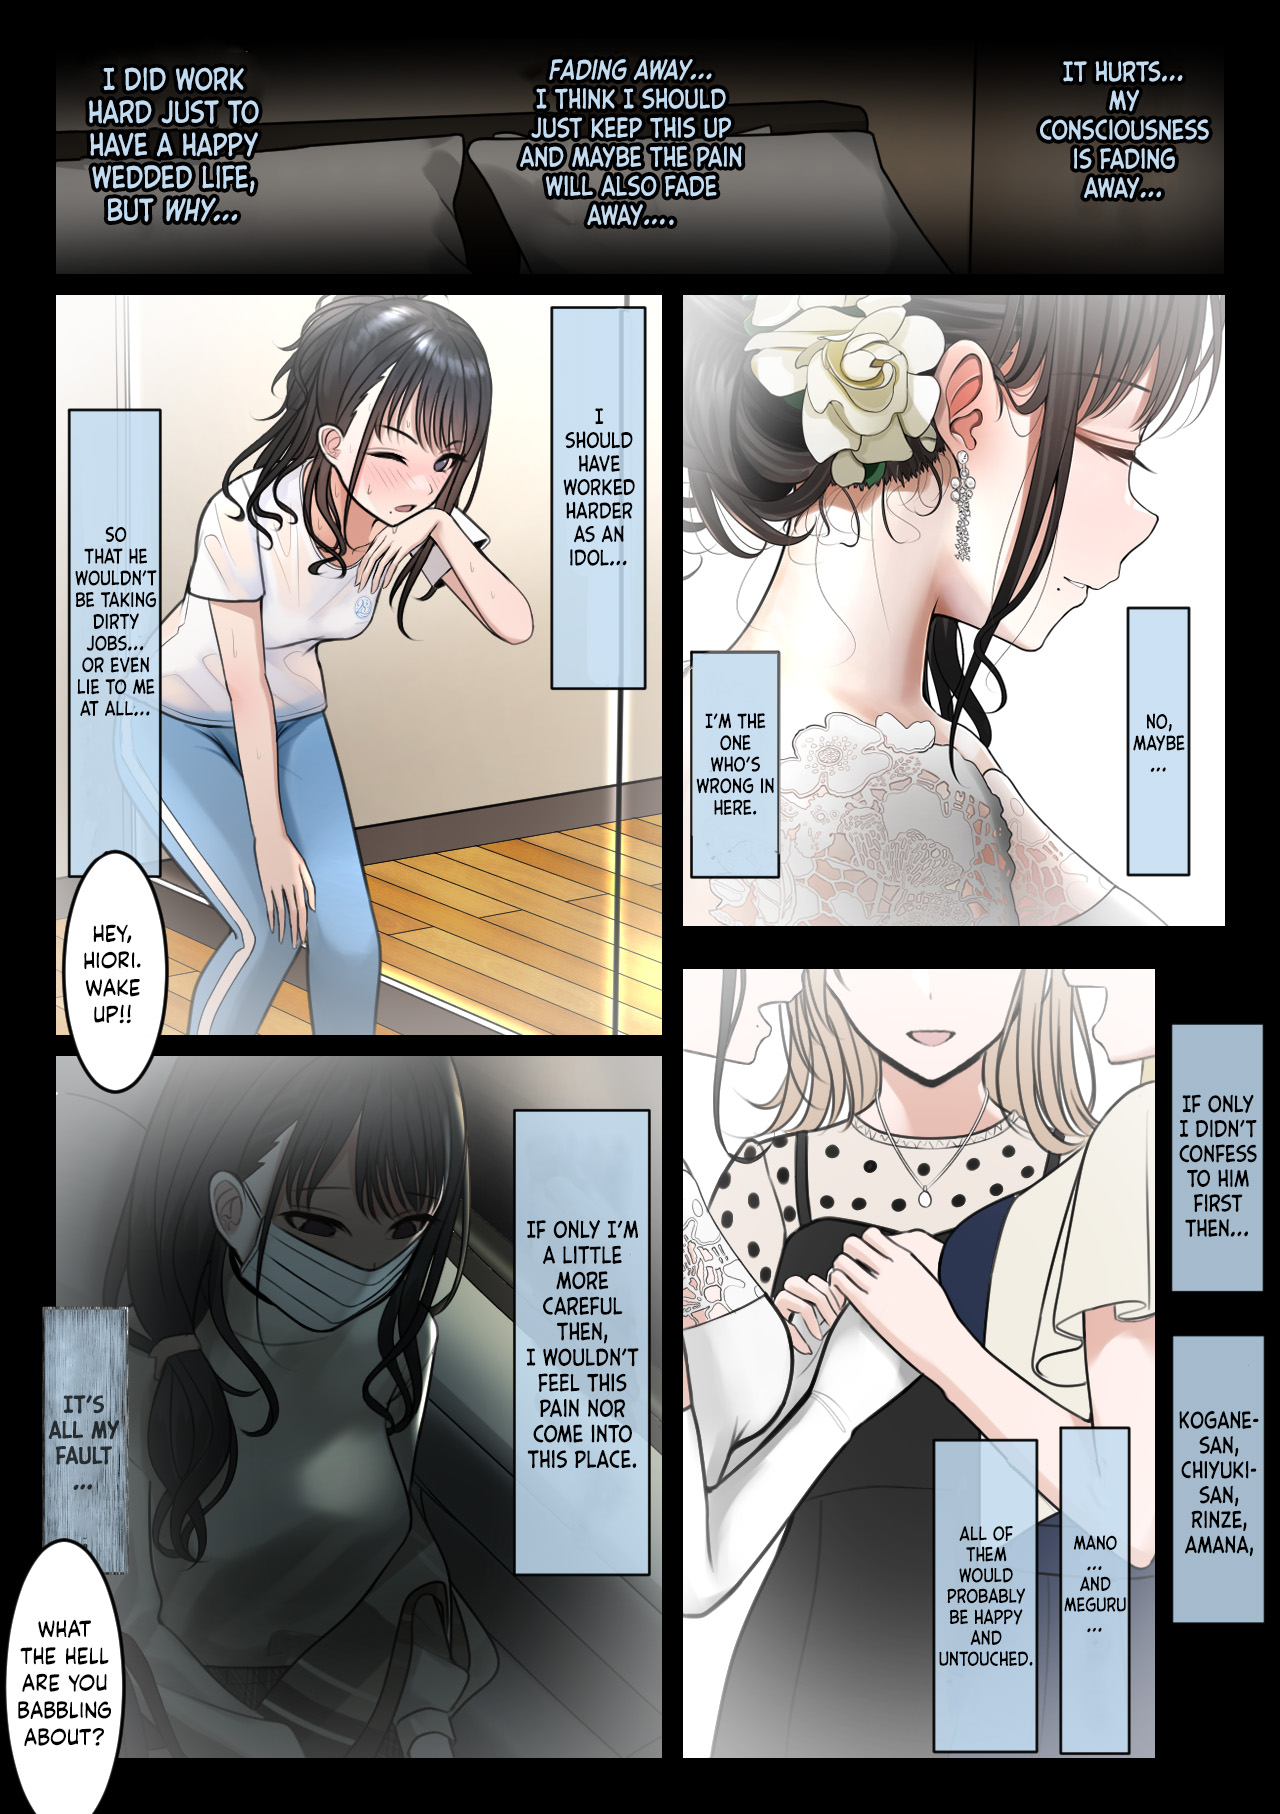 IT HURTS...
MY
CONSCIOUSNESS
IS FADING
AWAY...
FADING AWAY...
I THINK I SHOULD
JUST KEEP THIS UP
AND MAYBE THE PAIN
WILL ALSO FADE
AWAY....
I DID WORK
HARD JUST TO
HAVE A HAPPY
WEDDED LIFE,
BUT WHY...
NO,
MAYBE
...
I'M THE
ONE
WHO'S
WRONG IN
HERE.
I
SHOULD
HAVE
WORKED
HARDER
AS AN
IDOL...
SO
THAT HE
WOULDN'T
BE TAKING
DIRTY
JOBS...
OR EVEN
LIE TO ME
AT ALL...
HEY,
HIORI.
WAKE
UP!!
IF ONLY
I DIDN'T
CONFESS
TO HIM
FIRST
THEN...
KOGANE-
SAN,
CHIYUKI-
SAN,
RINZE,
AMANA,
MANO
...
AND
MEGURU
...
ALL OF
THEM
WOULD
PROBABLY
BE HAPPY
AND
UNTOUCHED.
IF ONLY I'M
A LITTLE
MORE
CAREFUL
THEN,
I WOULDN'T
FEEL THIS
PAIN NOR
COME INTO
THIS PLACE.
IT'S
ALL MY
FAULT
...
WHAT
THE HELL
ARE YOU
BABBLING
ABOUT?